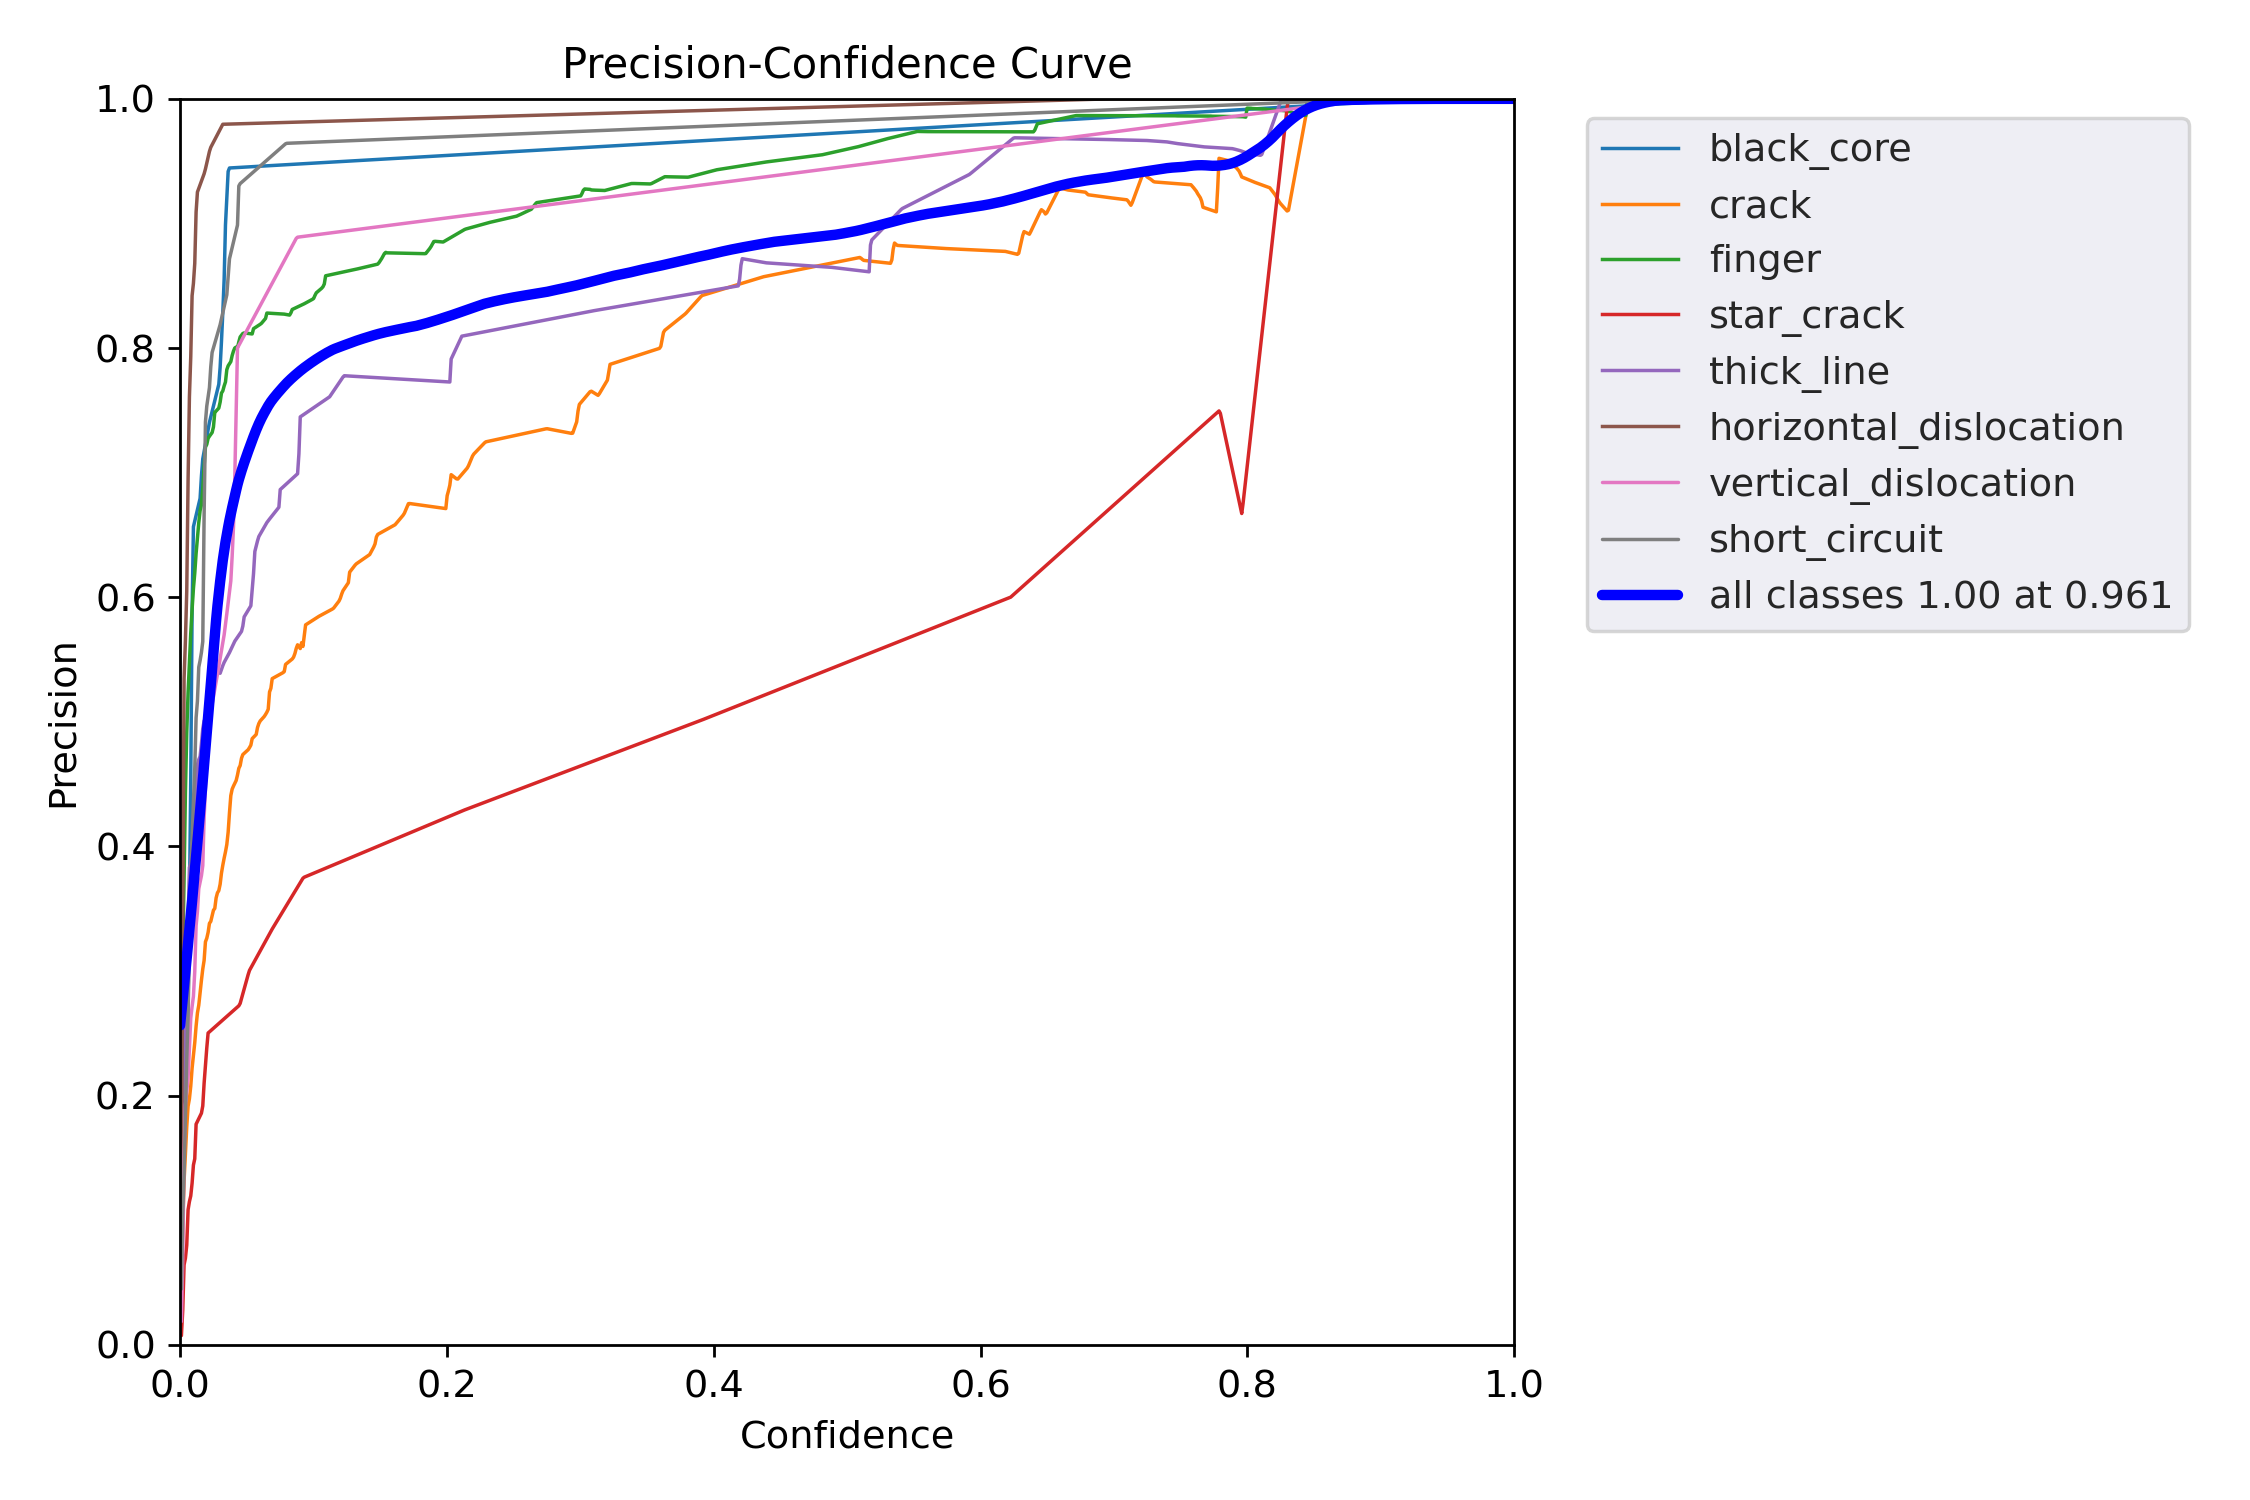 Precision-Confidence Curve
1.0
0.8
0.6
0.4
0.2
0.0
Precision
0.0 0.2 0.4 0.6 0.8 1.0
Confidence
black_core
crack
finger
star_crack
thick_line
horizontal_dislocation
vertical_dislocation
short_circuit
all classes 1.00 at 0.961